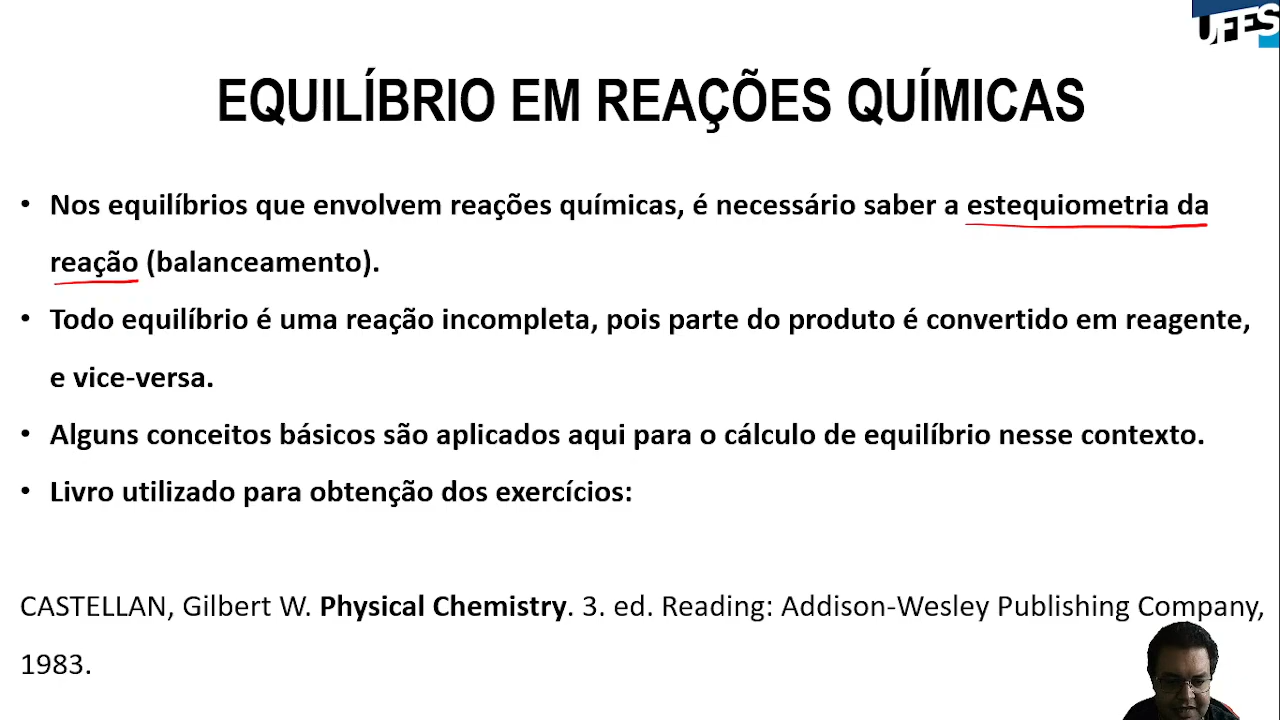 UFES
EQUILÍBRIO EM REAÇÕES QUÍMICAS
• Nos equilíbrios que envolvem reações químicas, é necessário saber a estequiometria da
reação (balanceamento).
• Todo equilíbrio é uma reação incompleta, pois parte do produto é convertido em reagente,
e vice-versa.
• Alguns conceitos básicos são aplicados aqui para o cálculo de equilíbrio nesse contexto.
• Livro utilizado para obtenção dos exercícios:
CASTELLAN, Gilbert W. Physical Chemistry. 3. ed. Reading: Addison-Wesley Publishing Company,
1983.